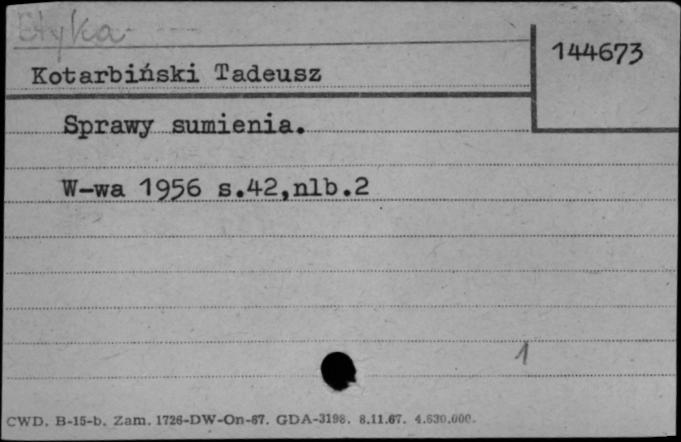 Etyka
144673
Kotarbiński Tadeusz
Sprawy sumienia.
W-wa 1956 s.42,nlb.2
1
CWD. B-15-b. Zam. 1726-DW-On-67. GDA-3198. 8.11.67. 4.630.000.